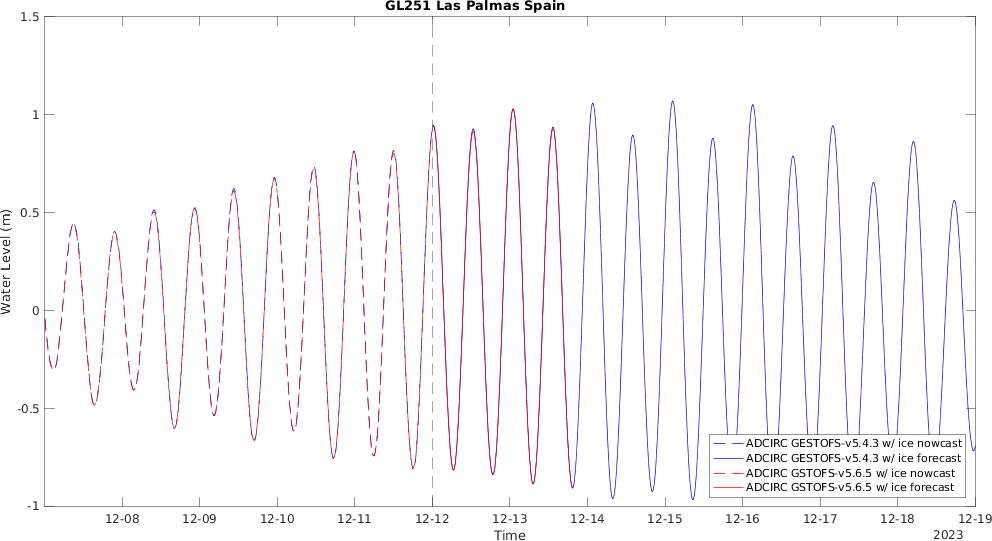 GL251 Las Palmas Spain
1.5
1
0.5
0
-0.5
-1
Water Level (m)
ADCIRC GESTOFS-v5.4.3 w/ ice nowcast
ADCIRC GESTOFS-v5.4.3 w/ ice forecast
ADCIRC GSTOFS-v5.6.5 w/ ice nowcast
ADCIRC GSTOFS-v5.6.5 w/ ice forecast
12-08 12-09 12-10 12-11 12-12 12-13 12-14 12-15 12-16 12-17 12-18 12-19
Time
2023